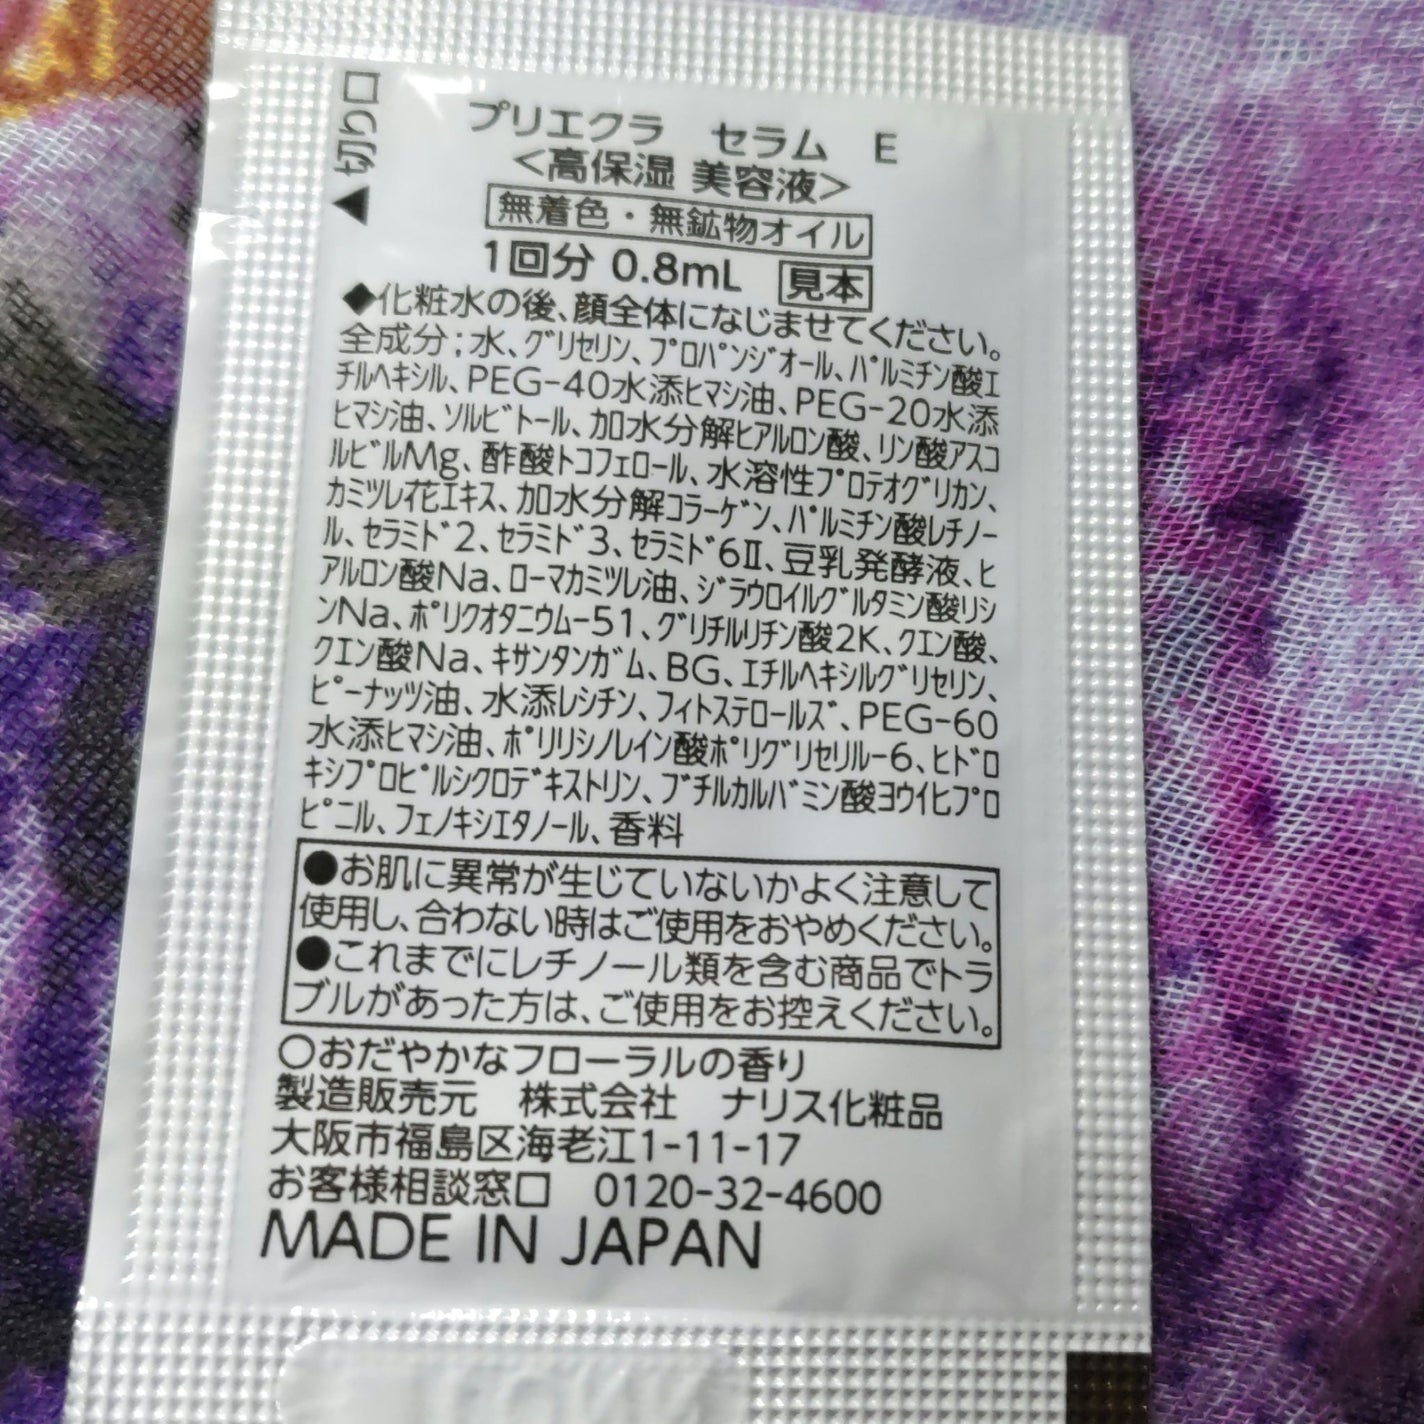 ▲切り口
プリエクラ セラム E
<高保湿 美容液>
無着色・無鉱物オイル
1回分 0.8mL 見本
◆化粧水の後、顔全体になじませてください。
全成分；水、グリセリン、プロパンジオール、パルミチン酸エ
チルヘキシル、PEG-40水添ヒマシ油、PEG-20水添
ヒマシ油、ソルビトール、加水分解ヒアルロン酸、リン酸アスコ
ルビルMg、酢酸トコフェロール、水溶性プロテオグリカン、
カミツレ花エキス、加水分解コラーゲン、パルミチン酸レチノー
ル、セラミド2、セラミド3、セラミド6Ⅱ、豆乳発酵液、ヒ
アルロン酸Na、ローマカミツレ油、ジラウロイルグルタミン酸リシ
ンNa、ポリクオタニウム-51、グリチルリチン酸2K、クエン酸、
クエン酸Na、キサンタンガム、BG、エチルヘキシルグリセリン、
ピーナッツ油、水添レシチン、フィトステロールズ、PEG-60
水添ヒマシ油、ポリリシノレイン酸ポリグリセリル-6、ヒドロ
キシプロピルシクロデキストリン、ブチルカルバミン酸ヨウイヒプロ
ピニル、フェノキシエタノール、香料
●お肌に異常が生じていないかよく注意して
使用し、合わない時はご使用をおやめください。
●これまでにレチノール類を含む商品でトラ
ブルがあった方は、ご使用をお控えください。
○おだやかなフローラルの香り
製造販売元 株式会社 ナリス化粧品
大阪市福島区海老江1-11-17
お客様相談窓口 0120-32-4600
MADE IN JAPAN